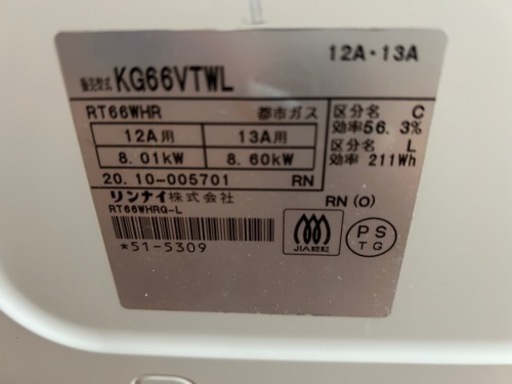 12A・13A
販売型式 KG66VTWL
RT66WHR 都市ガス
12A用 13A用
8.01kW 8.60kW
20.10-005701 RN
区分名 C
効率56.3%
区分名 L
効率 211Wh
リンナイ株式会社
RT66WHRG-L
RN (O)
*51-5309
JIA認証
PS
TG